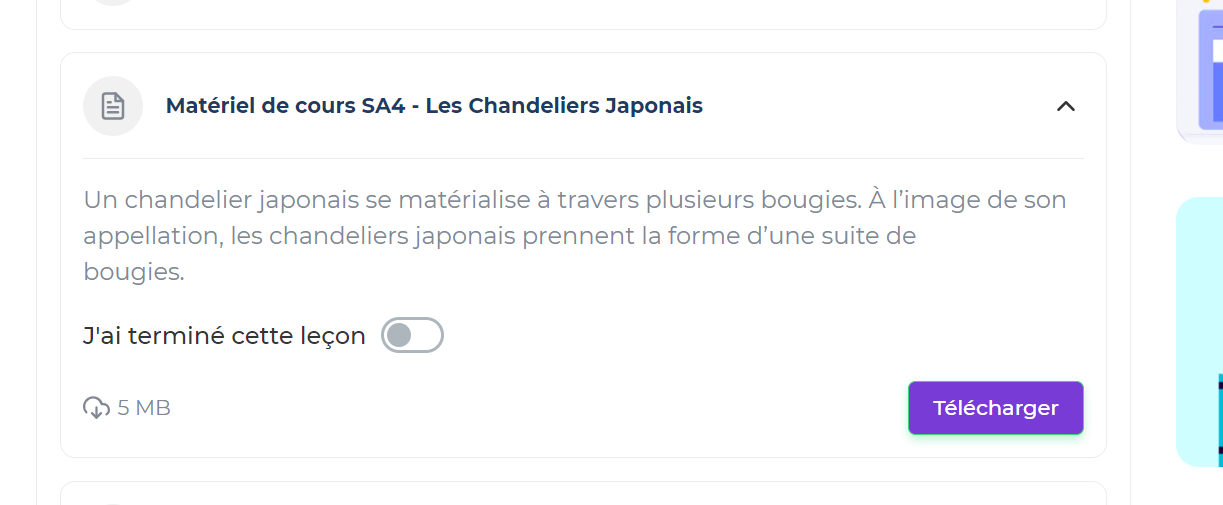 Matériel de cours SA4 - Les Chandeliers Japonais
Un chandelier japonais se matérialise à travers plusieurs bougies. À l’image de son
appellation, les chandeliers japonais prennent la forme d’une suite de
bougies.
J'ai terminé cette leçon
5 MB
Télécharger